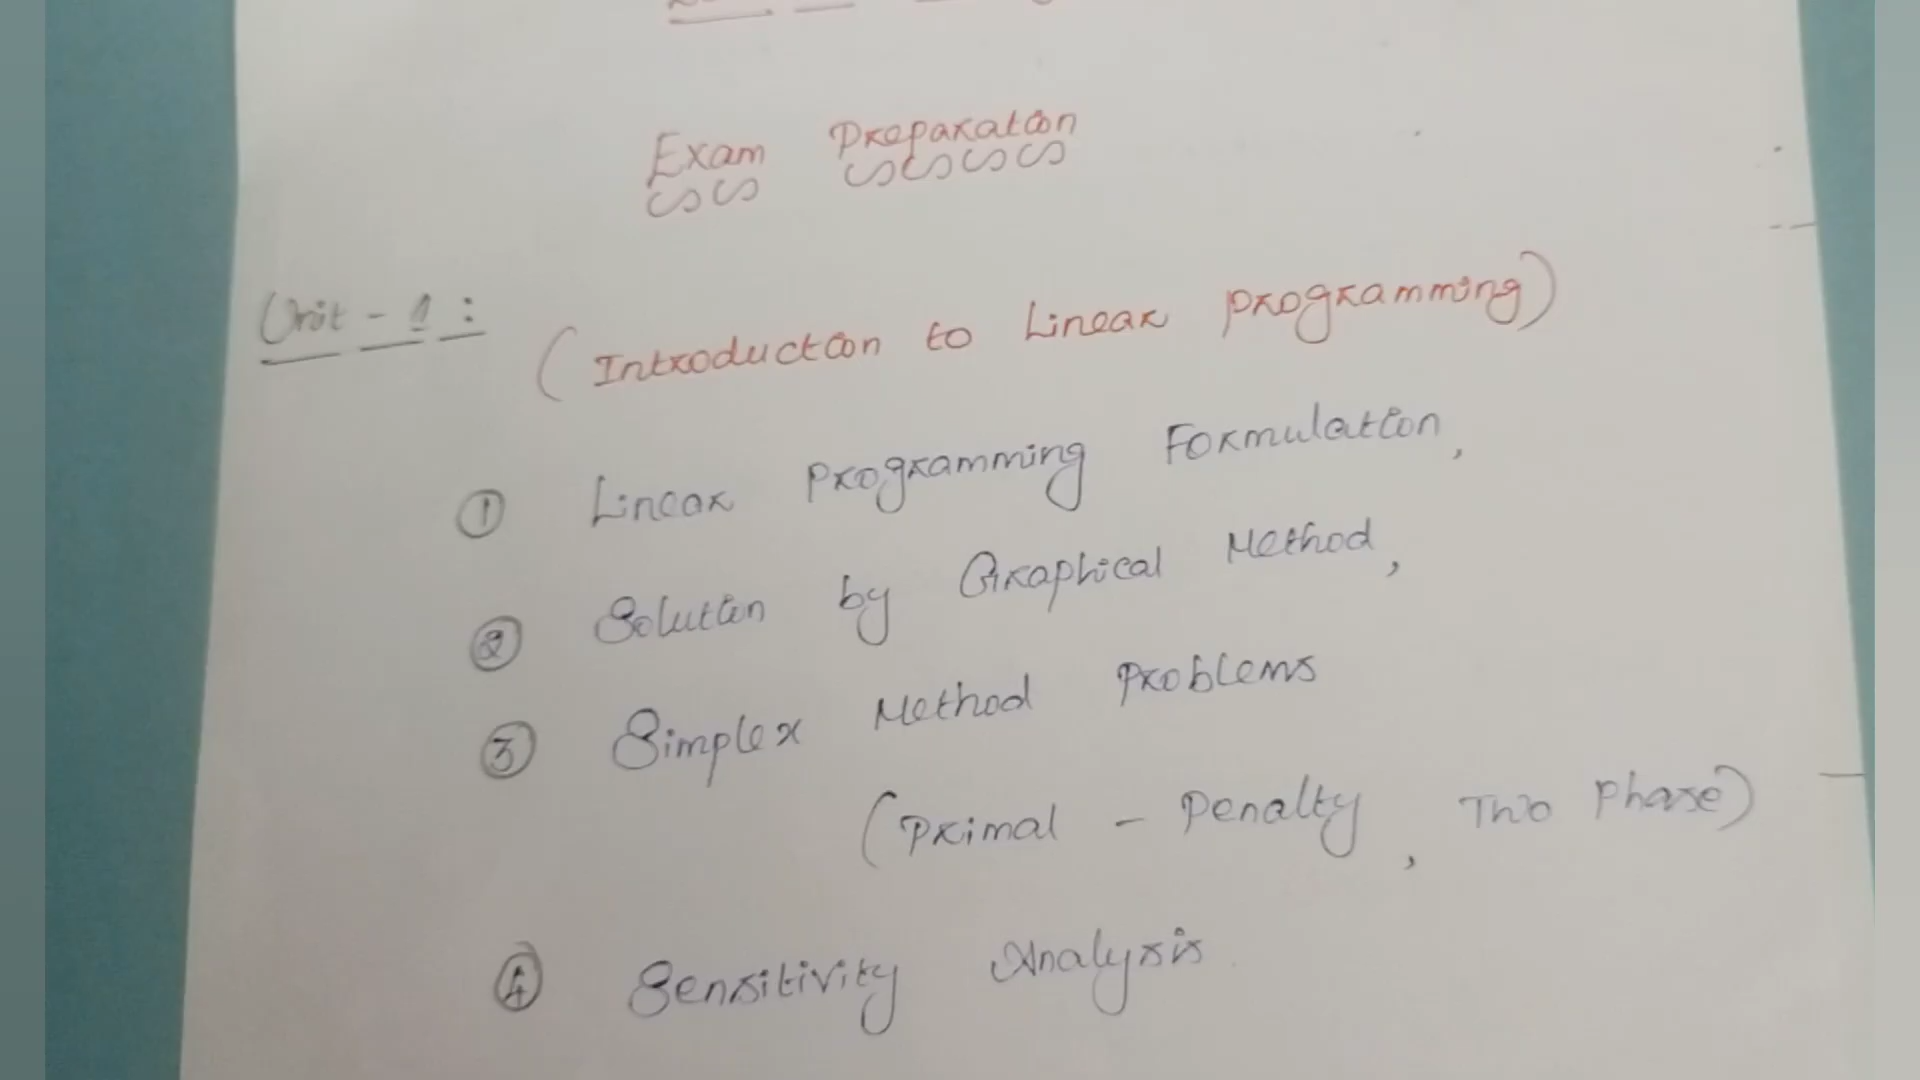 Exam Preparation
Unit - 1 :
(Introduction to Linear programming)
① Linear Programming Formulation,
② Solution by Graphical Method,
③ Simplex Method Problems
(Primal - Penalty, Two Phase)
④ Sensitivity Analysis